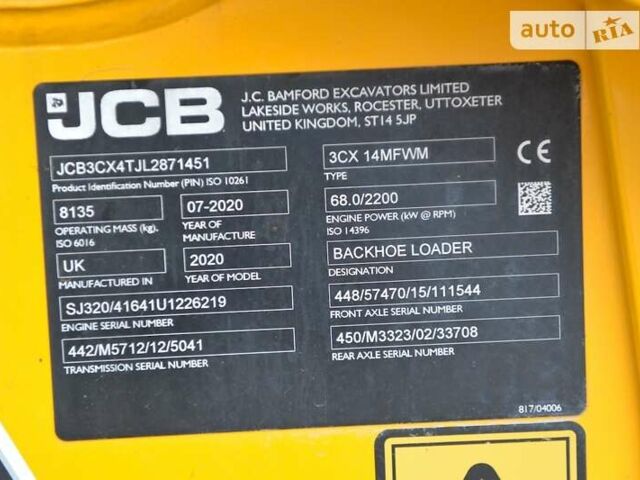 auto RIA
JCB
J.C. BAMFORD EXCAVATORS LIMITED
LAKESIDE WORKS, ROCESTER, UTTOXETER
UNITED KINGDOM, ST14 5JP
JCB3CX4TJL2871451
Product Identification Number (PIN) ISO 10261
8135
OPERATING MASS (kg).
ISO 6016
07-2020
YEAR OF
MANUFACTURE
UK
MANUFACTURED IN
2020
YEAR OF MODEL
SJ320/41641U1226219
ENGINE SERIAL NUMBER
442/M5712/12/5041
TRANSMISSION SERIAL NUMBER
3CX 14MFWM
TYPE
68.0/2200
ENGINE POWER (kW @ RPM)
ISO 14396
BACKHOE LOADER
DESIGNATION
448/57470/15/111544
FRONT AXLE SERIAL NUMBER
450/M3323/02/33708
REAR AXLE SERIAL NUMBER
817/04006